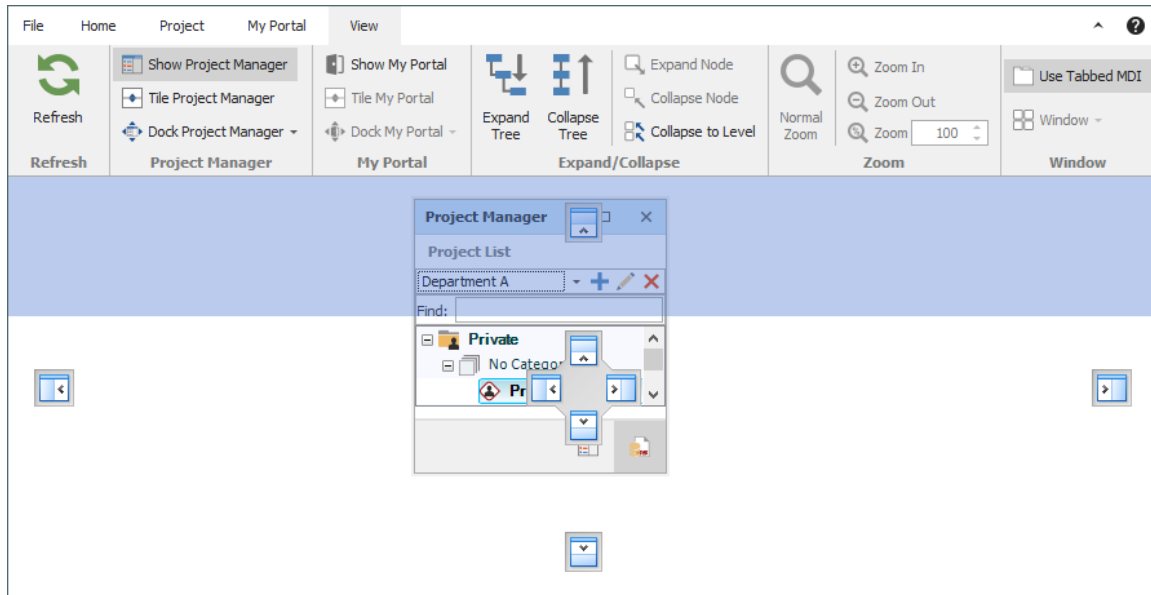 File Home Project My Portal View
Refresh
Show Project Manager
Tile Project Manager
Dock Project Manager
Show My Portal
Tile My Portal
Dock My Portal
Expand
Tree
Collapse
Tree
Expand Node
Collapse Node
Collapse to Level
Normal
Zoom
Zoom In
Zoom Out
Zoom 100
Use Tabbed MDI
Window
Refresh Project Manager My Portal Expand/Collapse Zoom Window
Project Manager
Project List
Department A
Find:
Private
No Categor
Pr